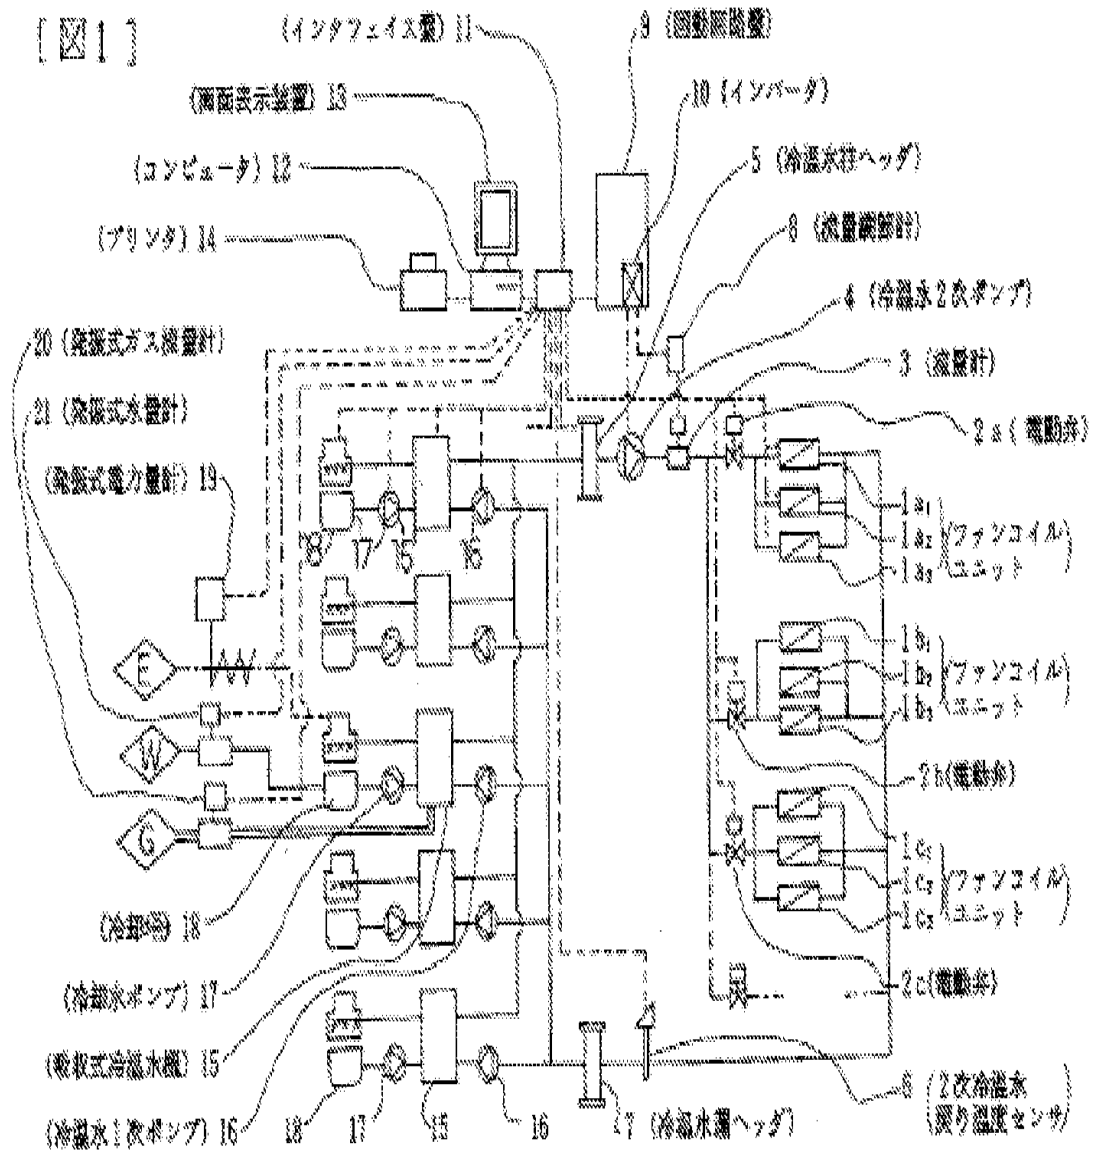 [図1]
(インタフェイス盤) 11
9 (回動制御盤)
(画面表示装置) 13
10 (インバータ)
(コンピュータ) 12
5 (冷温水往ヘッダ)
(プリンタ) 14
8 (流量調節計)
4 (冷温水2次ポンプ)
20 (発振式ガス流量計)
3 (流量計)
21 (発振式水量計)
2a (電動弁)
(発振式電力量計) 19
1a₁
1a₂ (ファンコイル
1a₃ ユニット)
18 17 15 16
E
1b₁
1b₂ (ファンコイル
1b₃ ユニット)
W
2b (電動弁)
G
1c₁
1c₂ (ファンコイル
1c₃ ユニット)
(冷却塔) 18
2c (電動弁)
(冷却水ポンプ) 17
(吸収式冷温水機) 15
(冷温水1次ポンプ) 16
18 17 15 16
7 (冷温水還ヘッダ)
6 (2次冷温水
戻り温度センサ)